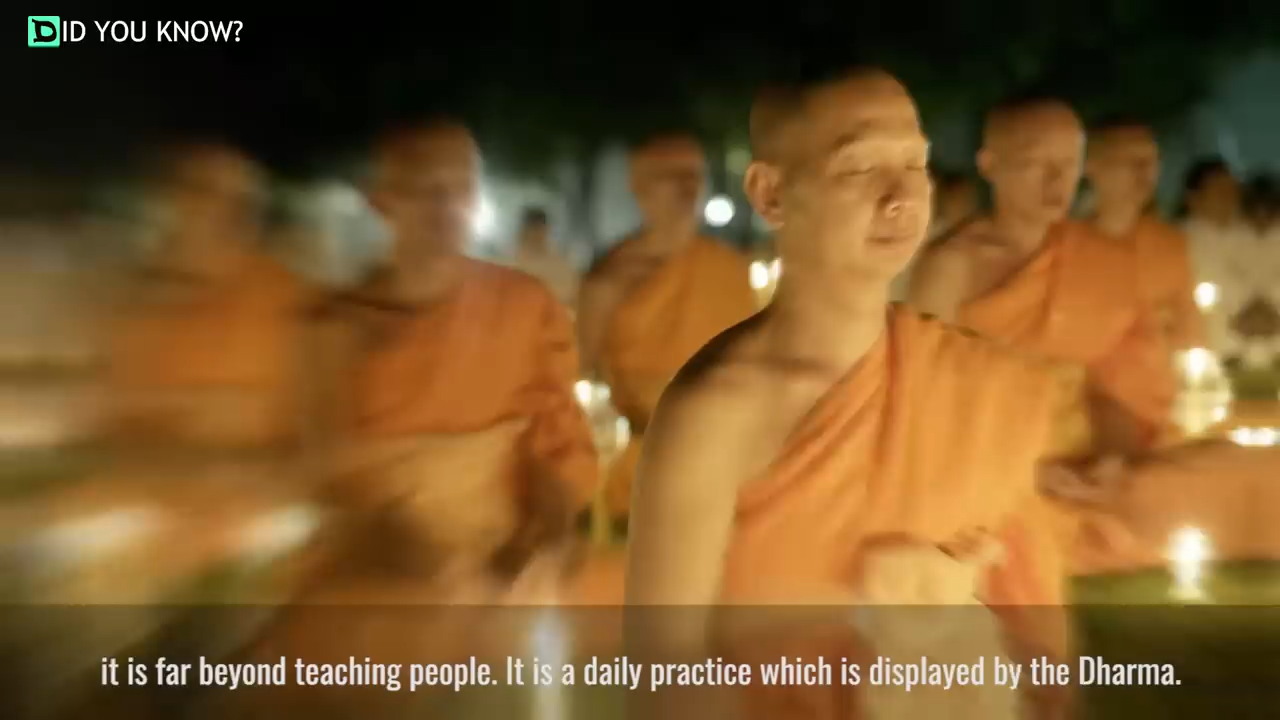 DID YOU KNOW?
it is far beyond teaching people. It is a daily practice which is displayed by the Dharma.